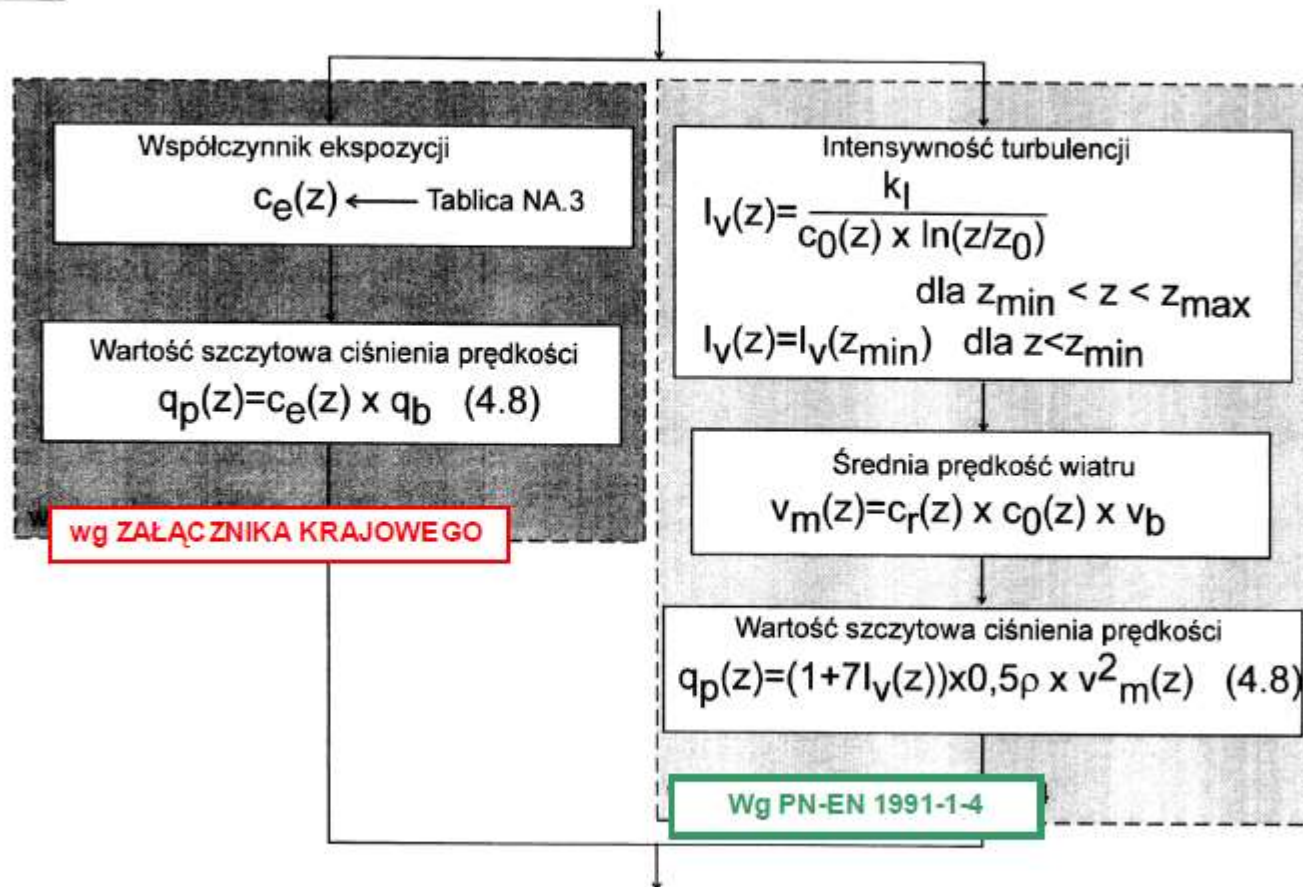 Współczynnik ekspozycji
c_e(z) ← Tablica NA.3
Wartość szczytowa ciśnienia prędkości
q_p(z)=c_e(z) x q_b (4.8)
w
wg ZAŁĄCZNIKA KRAJOWEGO
Intensywność turbulencji
I_v(z)=k_I/(c_0(z) x ln(z/z_0))
dla z_min < z < z_max
I_v(z)=I_v(z_min) dla z<z_min
Średnia prędkość wiatru
v_m(z)=c_r(z) x c_0(z) x v_b
Wartość szczytowa ciśnienia prędkości
q_p(z)=(1+7I_v(z))x0,5ρ x v²_m(z) (4.8)
Wg PN-EN 1991-1-4